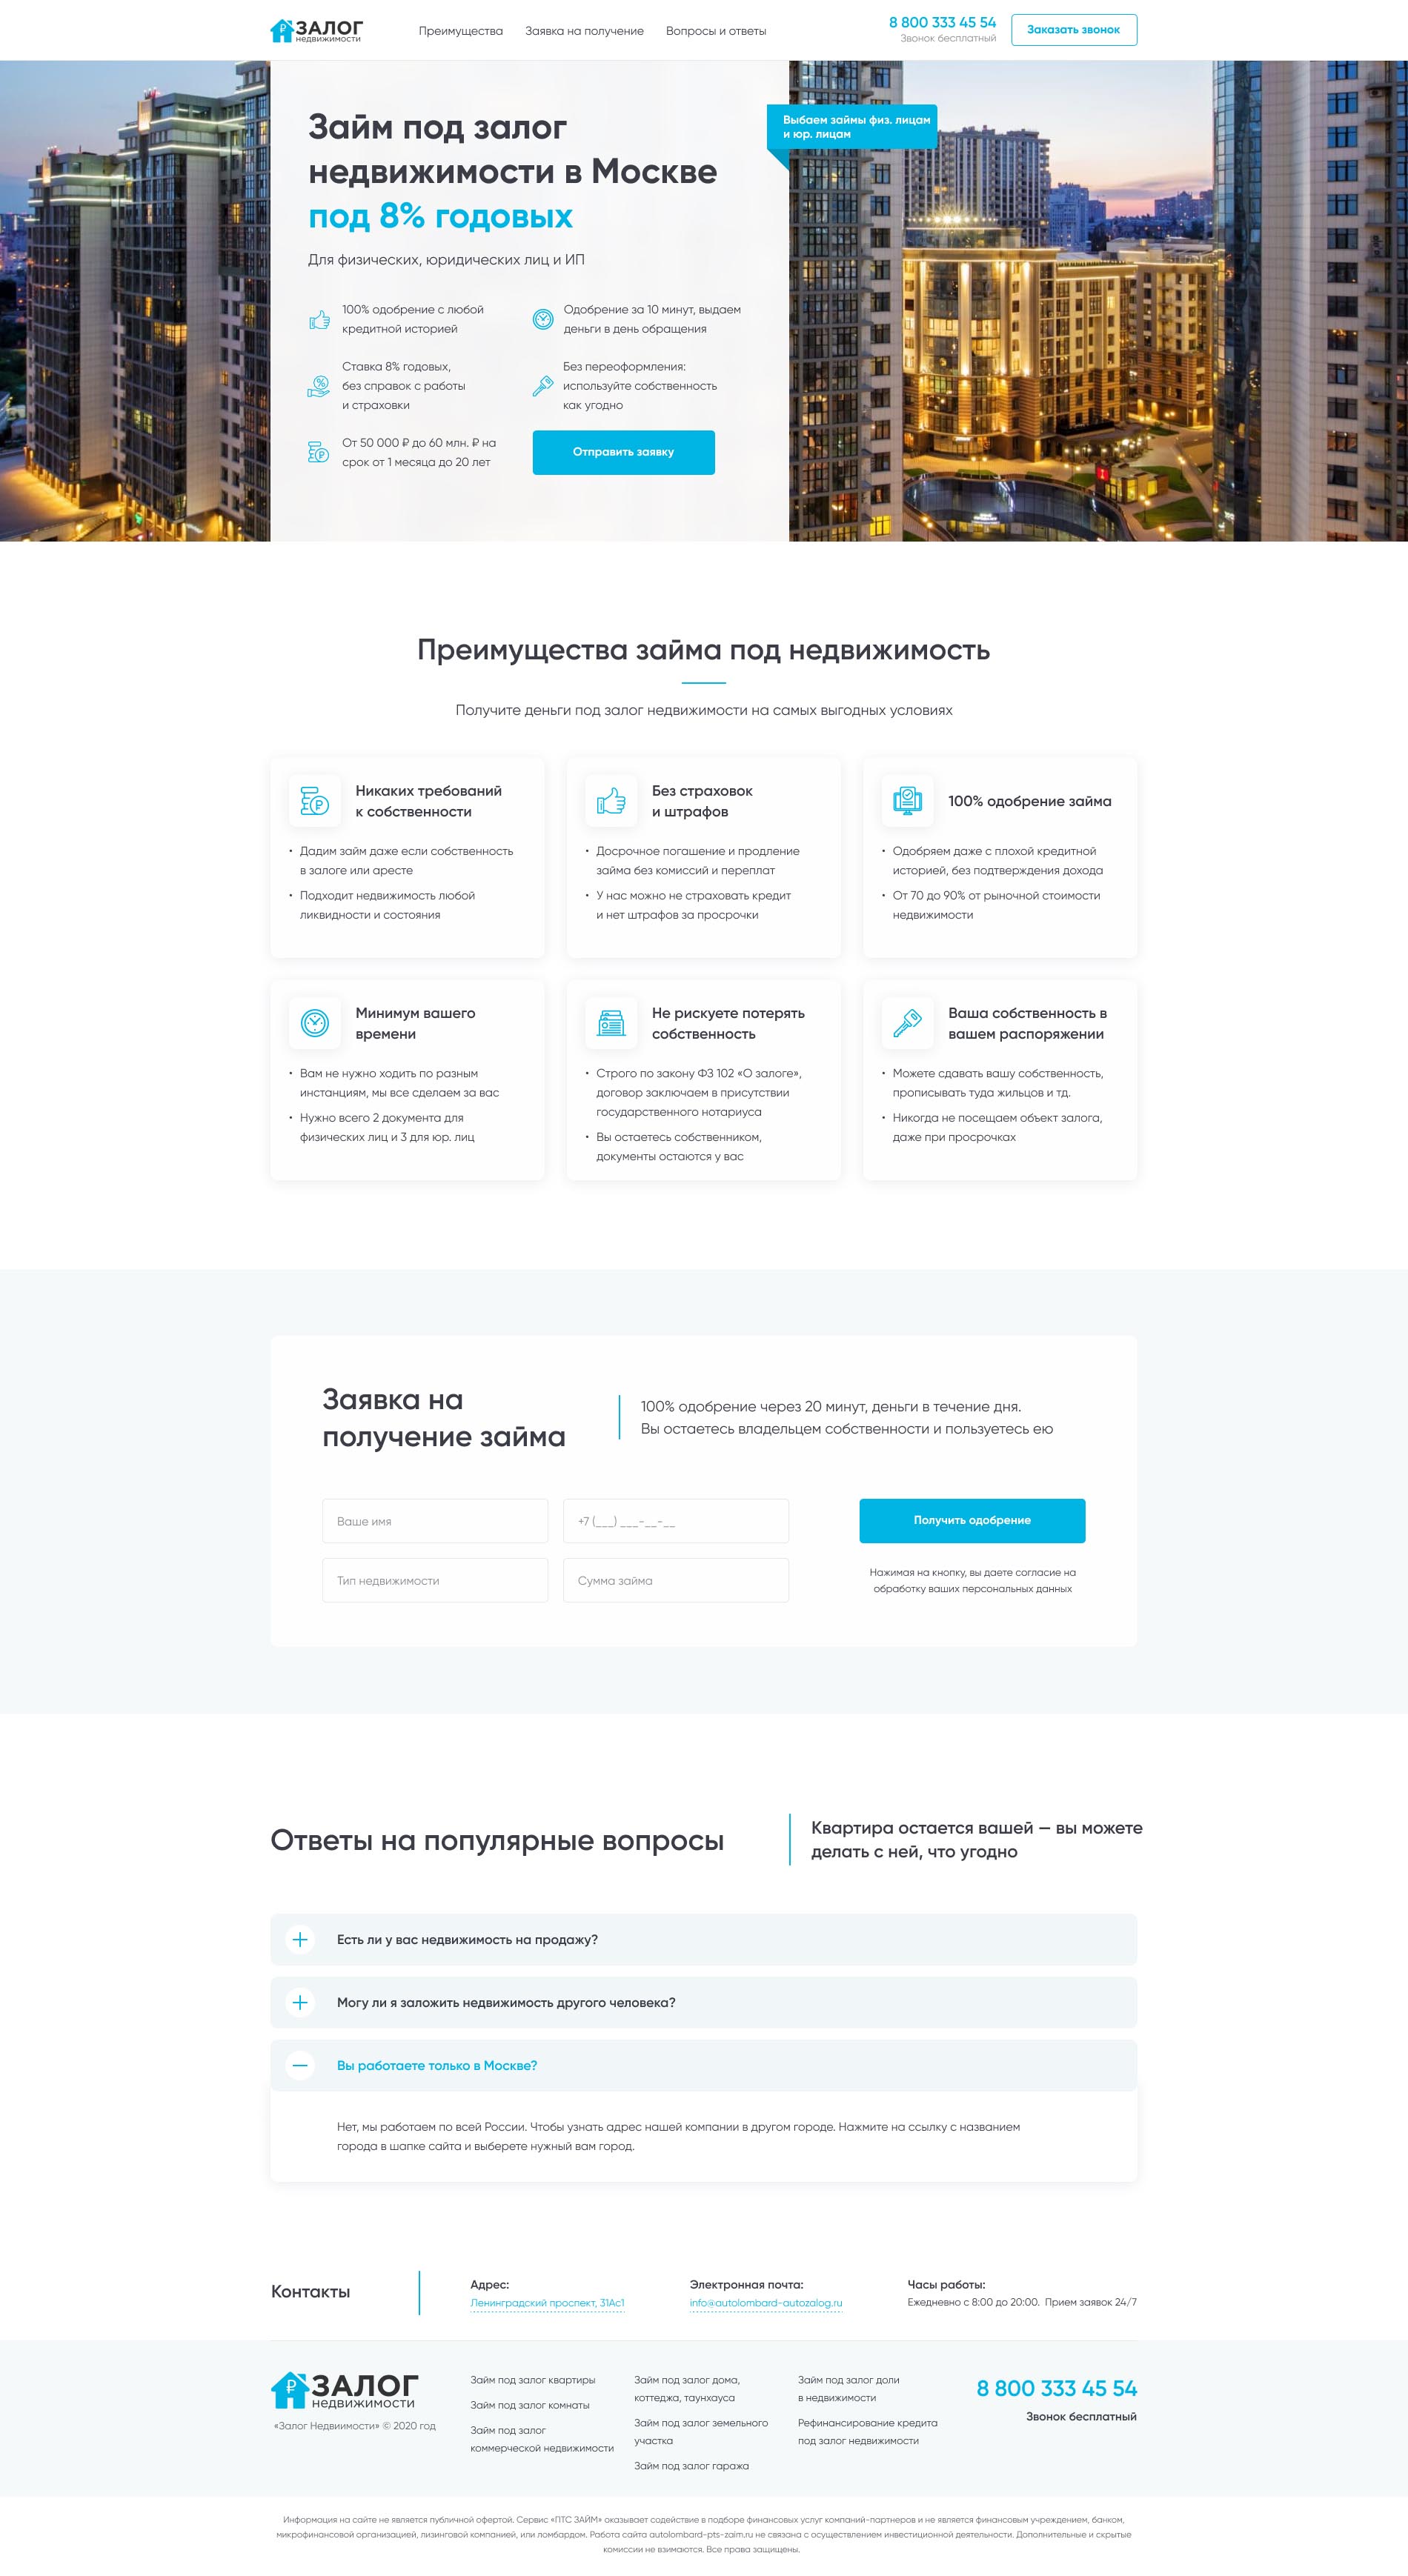 ЗАЛОГ
недвижимости
Преимущества
Заявка на получение
Вопросы и ответы
8 800 333 45 54
Звонок бесплатный
Заказать звонок
Займ под залог
недвижимости в Москве
под 8% годовых
Для физических, юридических лиц и ИП
Выбаем займы физ. лицам
и юр. лицам
100% одобрение с любой
кредитной историей
Одобрение за 10 минут, выдаем
деньги в день обращения
Ставка 8% годовых,
без справок с работы
и страховки
Без переоформления:
используйте собственность
как угодно
От 50 000 ₽ до 60 млн. ₽ на
срок от 1 месяца до 20 лет
Отправить заявку
Преимущества займа под недвижимость
Получите деньги под залог недвижимости на самых выгодных условиях
Никаких требований
к собственности
Дадим займ даже если собственность
в залоге или аресте
Подходит недвижимость любой
ликвидности и состояния
Без страховок
и штрафов
Досрочное погашение и продление
займа без комиссий и переплат
У нас можно не страховать кредит
и нет штрафов за просрочки
100% одобрение займа
Одобряем даже с плохой кредитной
историей, без подтверждения дохода
От 70 до 90% от рыночной стоимости
недвижимости
Минимум вашего
времени
Вам не нужно ходить по разным
инстанциям, мы все сделаем за вас
Нужно всего 2 документа для
физических лиц и 3 для юр. лиц
Не рискуете потерять
собственность
Строго по закону ФЗ 102 «О залоге»,
договор заключаем в присутствии
государственного нотариуса
Вы остаетесь собственником,
документы остаются у вас
Ваша собственность в
вашем распоряжении
Можете сдавать вашу собственность,
прописывать туда жильцов и тд.
Никогда не посещаем объект залога,
даже при просрочках
Заявка на
получение займа
100% одобрение через 20 минут, деньги в течение дня.
Вы остаетесь владельцем собственности и пользуетесь ею
Ваше имя
+7 (___) ___-__-__
Получить одобрение
Тип недвижимости
Сумма займа
Нажимая на кнопку, вы даете согласие на
обработку ваших персональных данных
Ответы на популярные вопросы
Квартира остается вашей — вы можете
делать с ней, что угодно
Есть ли у вас недвижимость на продажу?
Могу ли я заложить недвижимость другого человека?
Вы работаете только в Москве?
Нет, мы работаем по всей России. Чтобы узнать адрес нашей компании в другом городе. Нажмите на ссылку с названием
города в шапке сайта и выберете нужный вам город.
Контакты
Адрес:
Ленинградский проспект, 31Ас1
Электронная почта:
info@autolombard-autozalog.ru
Часы работы:
Ежедневно с 8:00 до 20:00. Прием заявок 24/7
ЗАЛОГ
недвижимости
«Залог Недвиимости» © 2020 год
Займ под залог квартиры
Займ под залог комнаты
Займ под залог
коммерческой недвижимости
Займ под залог дома,
коттеджа, таунхауса
Займ под залог земельного
участка
Займ под залог гаража
Займ под залог доли
в недвижимости
Рефинансирование кредита
под залог недвижимости
8 800 333 45 54
Звонок бесплатный
Информация на сайте не является публичной офертой. Сервис «ПТС ЗАЙМ» оказывает содействие в подборе финансовых услуг компаний-партнеров и не является финансовым учреждением, банком,
микрофинансовой организацией, лизинговой компанией, или ломбардом. Работа сайта autolombard-pts-zaim.ru не связана с осуществлением инвестиционной деятельности. Дополнительные и скрытые
комиссии не взимаются. Все права защищены.